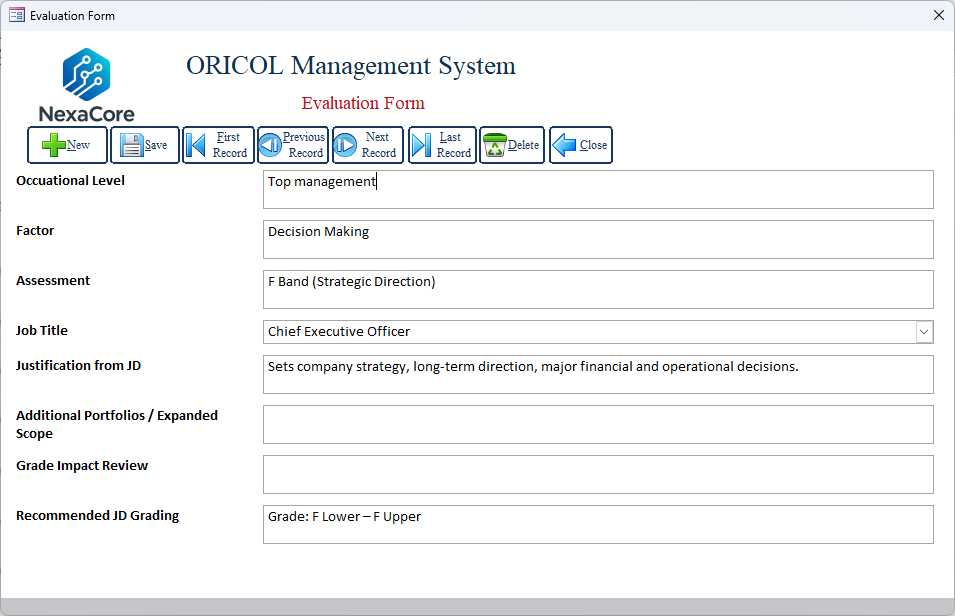 Evaluation Form
NexaCore
ORICOL Management System
Evaluation Form
New
Save
First Record
Previous Record
Next Record
Last Record
Delete
Close
Occuational Level
Top management
Factor
Decision Making
Assessment
F Band (Strategic Direction)
Job Title
Chief Executive Officer
Justification from JD
Sets company strategy, long-term direction, major financial and operational decisions.
Additional Portfolios / Expanded
Scope
Grade Impact Review
Recommended JD Grading
Grade: F Lower – F Upper